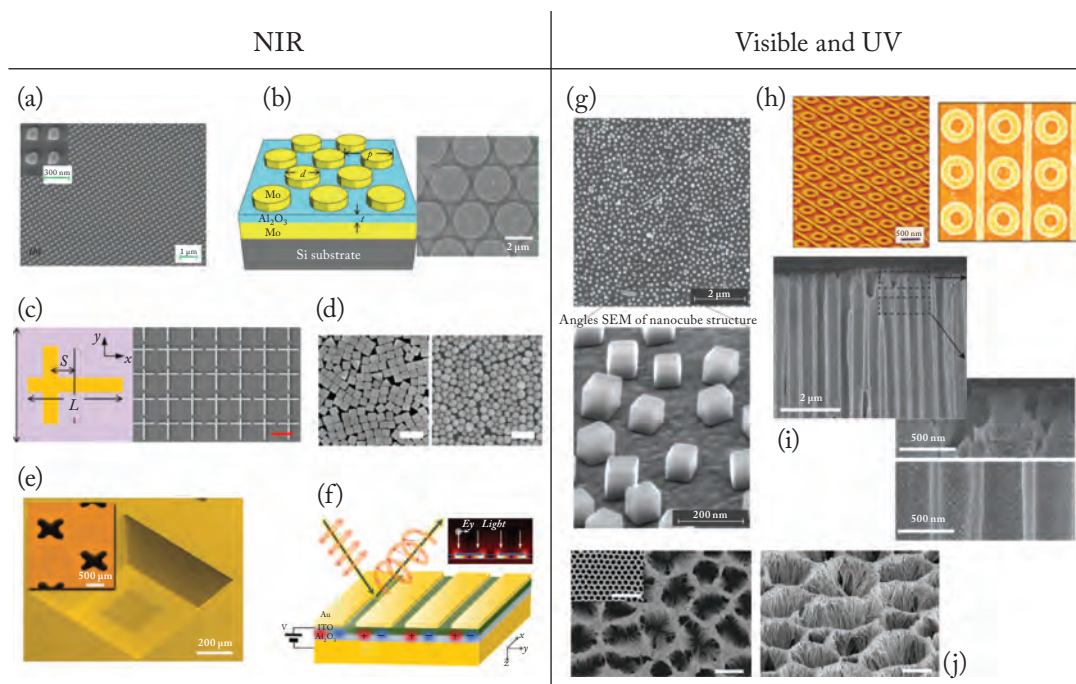 NIR
Visible and UV
(a)
300 nm
1 μm
(b)
p
d
Mo
t
Al2O3
Mo
Si substrate
2 μm
(c)
y
x
S
L
(d)
(e)
500 μm
200 μm
(f)
Ey Light
Au
V
ITO
Al2O3
+ − + − + −
x
y
z
(g)
2 μm
Angles SEM of nanocube structure
200 nm
(h)
500 nm
2 μm
(i)
500 nm
500 nm
(j)